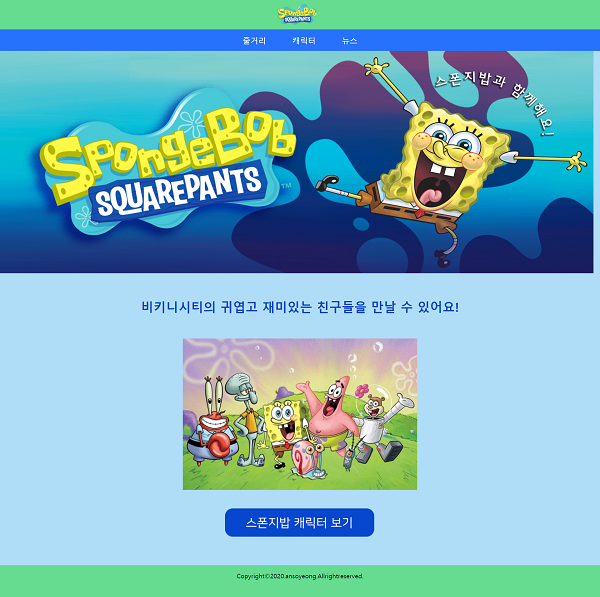 SpongeBob
SQUAREPANTS
줄거리 캐릭터 뉴스
스폰지밥과 함께해요!
SpongeBob
SQUAREPANTS™
비키니시티의 귀엽고 재미있는 친구들을 만날 수 있어요!
스폰지밥 캐릭터 보기
Copyright©2020.ansoyeong.Allrightreserved.